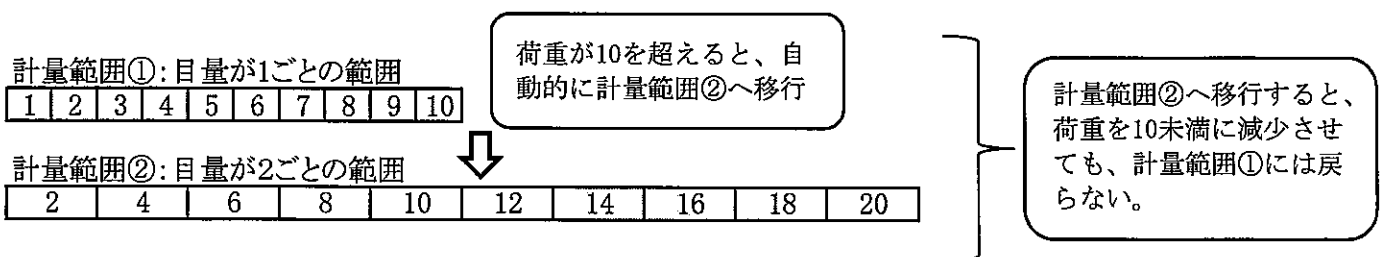 計量範囲①:目量が1ごとの範囲
1 2 3 4 5 6 7 8 9 10
荷重が10を超えると、自
動的に計量範囲②へ移行
計量範囲②:目量が2ごとの範囲
2 4 6 8 10 12 14 16 18 20
計量範囲②へ移行すると、
荷重を10未満に減少させ
ても、計量範囲①には戻
らない。